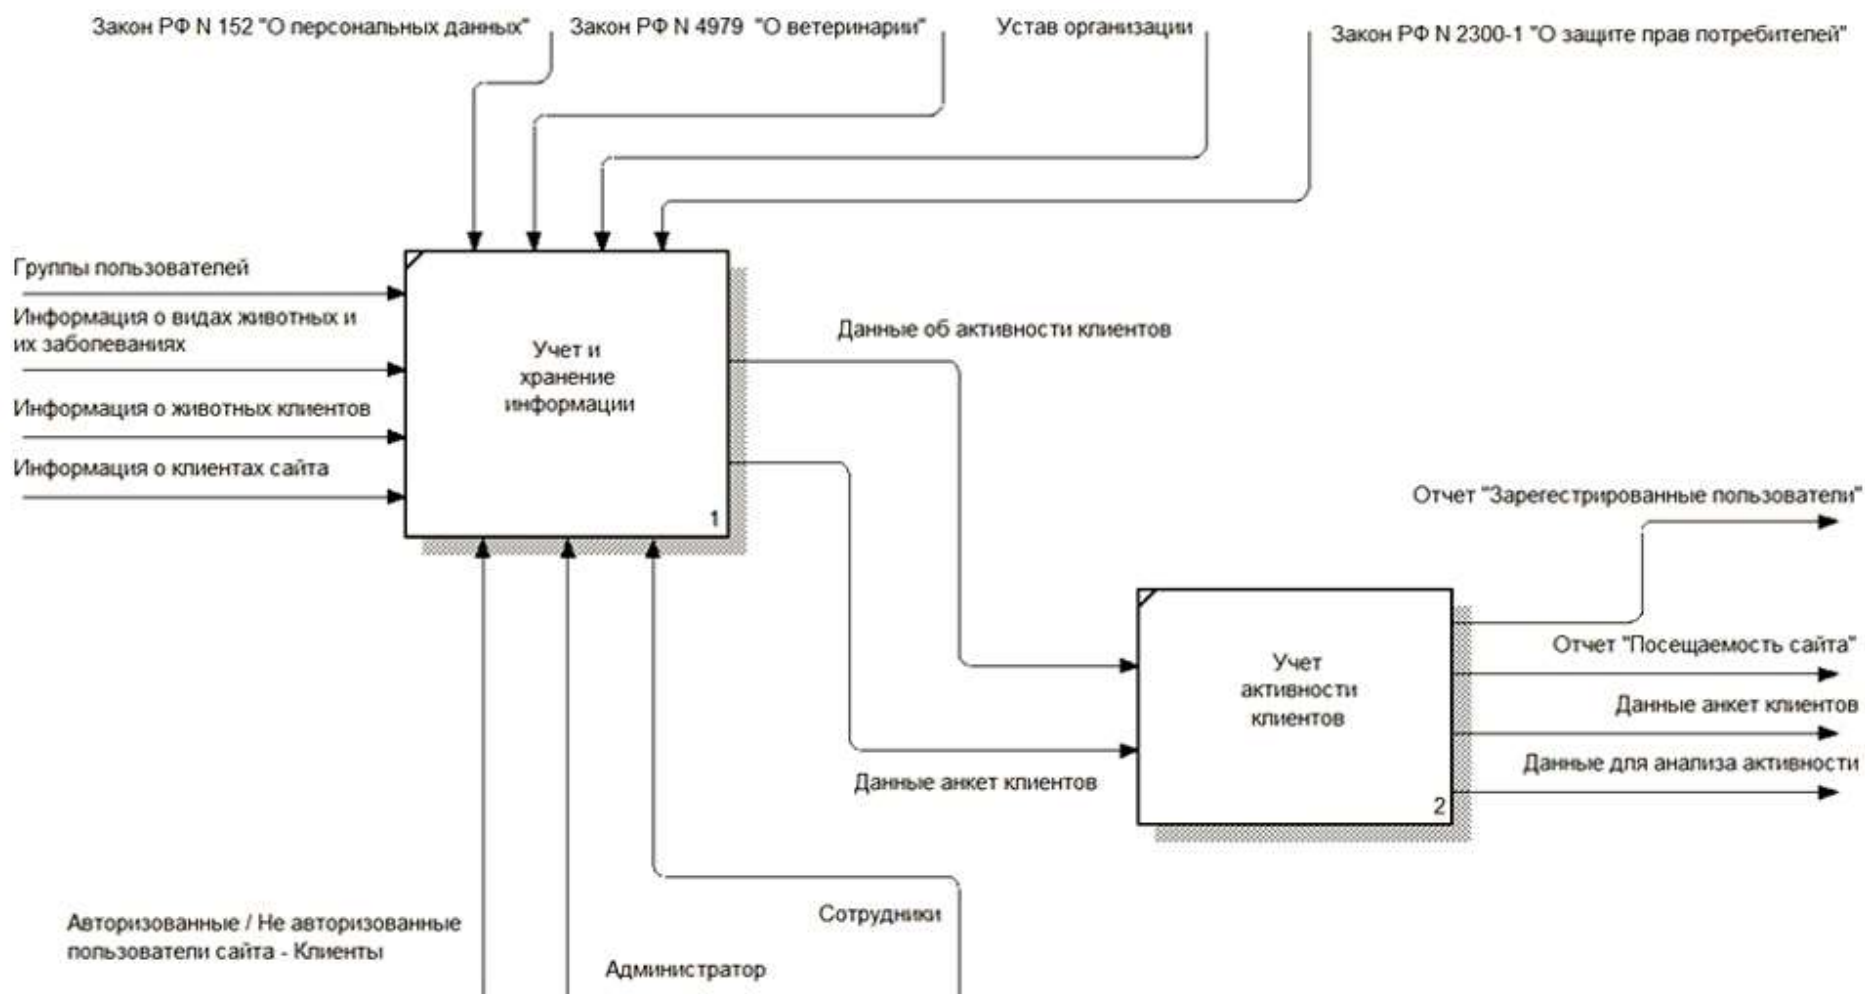 Закон РФ N 152 "О персональных данных"
Закон РФ N 4979 "О ветеринарии"
Устав организации
Закон РФ N 2300-1 "О защите прав потребителей"
Группы пользователей
Информация о видах животных и
их заболеваниях
Информация о животных клиентов
Информация о клиентах сайта
Учет и
хранение
информации
1
Данные об активности клиентов
Данные анкет клиентов
Учет
активности
клиентов
2
Отчет "Зарегестрированные пользователи"
Отчет "Посещаемость сайта"
Данные анкет клиентов
Данные для анализа активности
Авторизованные / Не авторизованные
пользователи сайта - Клиенты
Администратор
Сотрудники